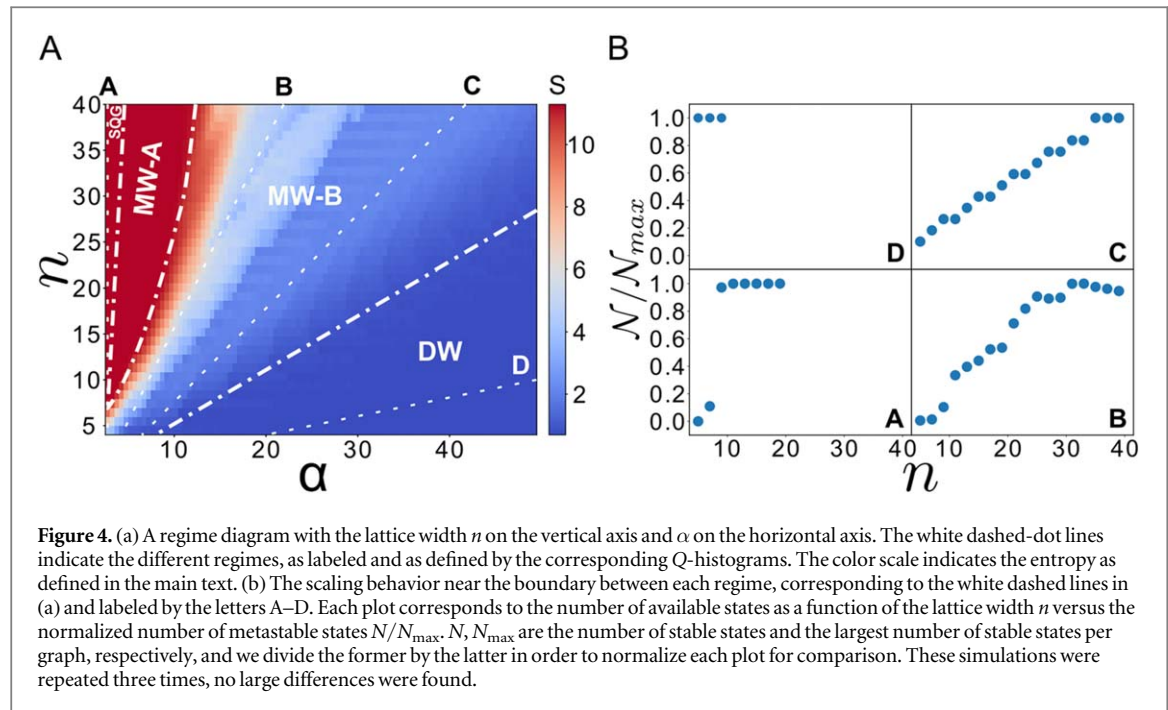 A
B
A B C S
40
35
30
25
20
15
10
5
n
SQG
MW-A
MW-B
DW
D
10
8
6
4
2
10 20 30 40
α
1.0
0.8
0.6
0.4
0.2
0.0
D
C
N/Nmax
1.0
0.8
0.6
0.4
0.2
0.0
A
B
10 20 30 40 10 20 30 40
n
Figure 4. (a) A regime diagram with the lattice width n on the vertical axis and α on the horizontal axis. The white dashed-dot lines
indicate the different regimes, as labeled and as defined by the corresponding Q-histograms. The color scale indicates the entropy as
defined in the main text. (b) The scaling behavior near the boundary between each regime, corresponding to the white dashed lines in
(a) and labeled by the letters A–D. Each plot corresponds to the number of available states as a function of the lattice width n versus the
normalized number of metastable states N/Nmax. N, Nmax are the number of stable states and the largest number of stable states per
graph, respectively, and we divide the former by the latter in order to normalize each plot for comparison. These simulations were
repeated three times, no large differences were found.